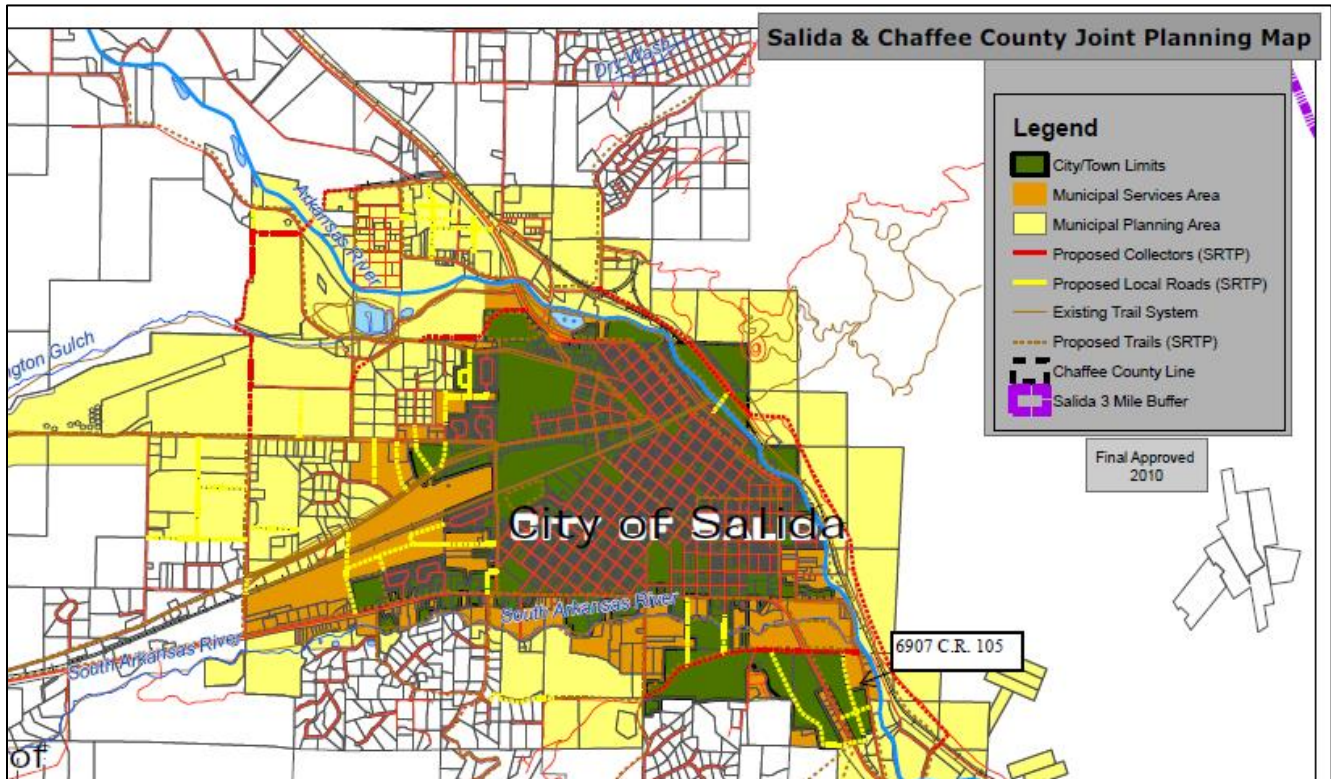 Salida & Chaffee County Joint Planning Map
Legend
City/Town Limits
Municipal Services Area
Municipal Planning Area
Proposed Collectors (SRTP)
Proposed Local Roads (SRTP)
Existing Trail System
Proposed Trails (SRTP)
Chaffee County Line
Salida 3 Mile Buffer
Final Approved
2010
Dry Wash
Arkansas River
ngton Gulch
City of Salida
South Arkansas River
South Arkansas River
6907 C.R. 105
of